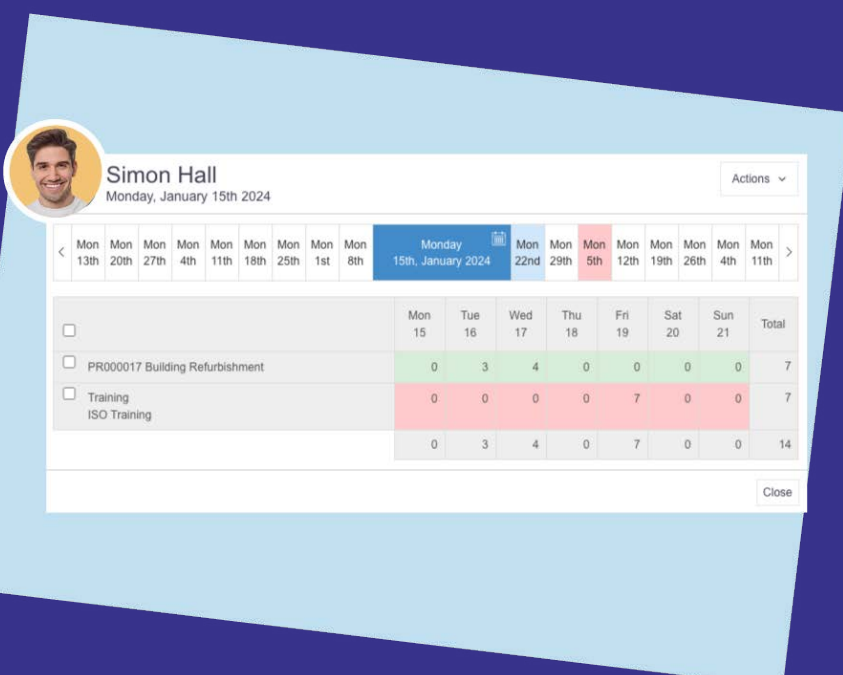 Simon Hall
Monday, January 15th 2024
Actions
Mon Mon Mon Mon Mon Mon Mon Mon Mon Monday Mon Mon Mon Mon Mon Mon Mon Mon
13th 20th 27th 4th 11th 18th 25th 1st 8th 15th, January 2024 22nd 29th 5th 12th 19th 26th 4th 11th
Mon Tue Wed Thu Fri Sat Sun Total
15 16 17 18 19 20 21
PR000017 Building Refurbishment 0 3 4 0 0 0 0 7
Training 0 0 0 0 7 0 0 7
ISO Training
0 3 4 0 7 0 0 14
Close